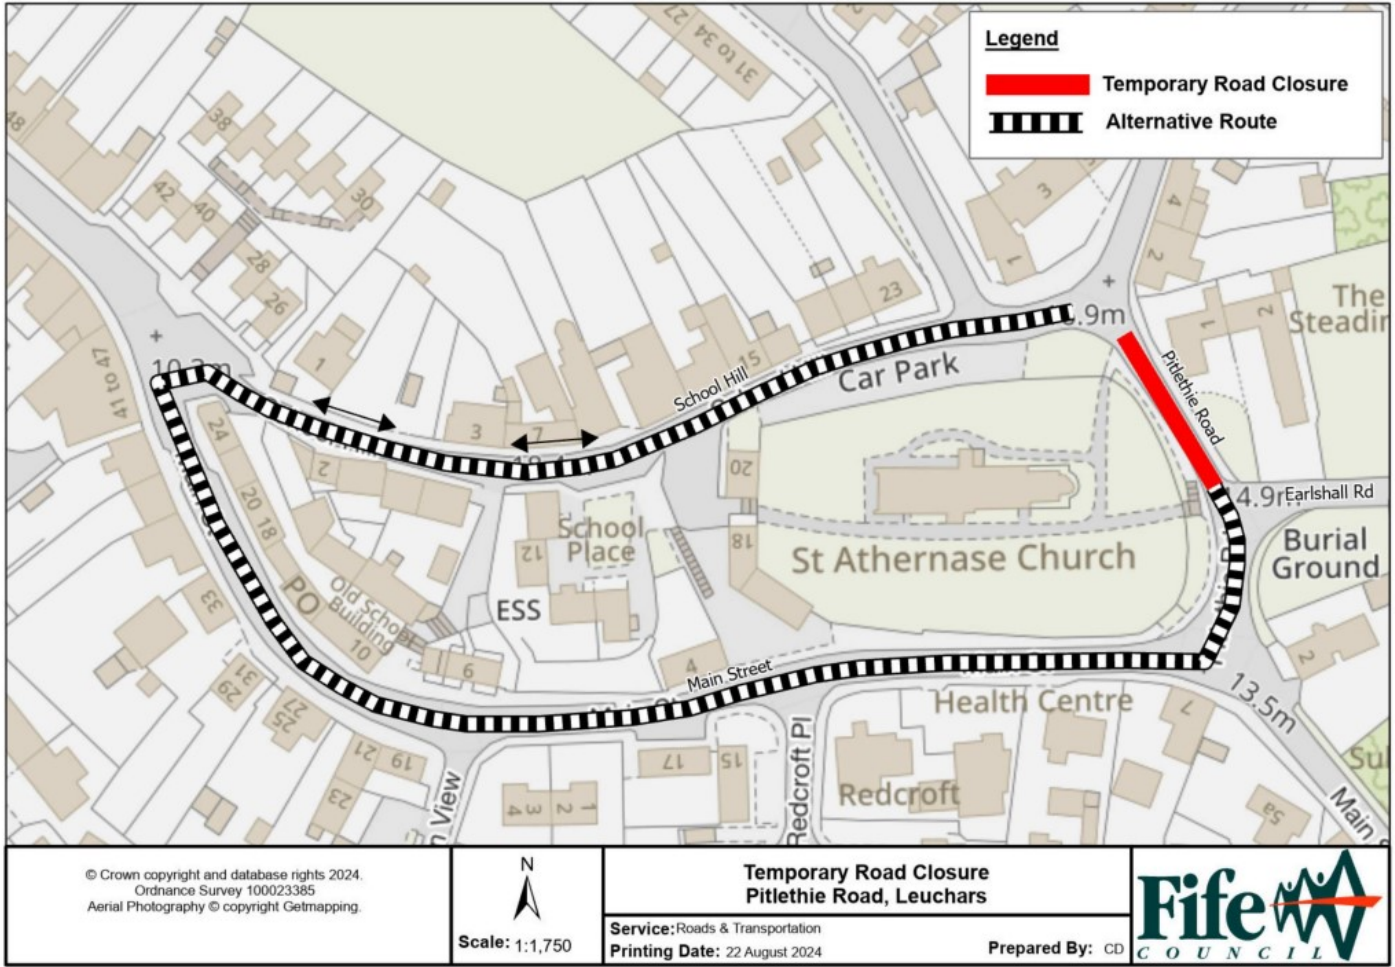 Legend
Temporary Road Closure
Alternative Route
27
31 to 34
48
38
42
40
30
28
26
3
4
1
2
23
.9m
1
2
The
Steadin
10.2m
1
15
School Hill
Car Park
Pitlethie Road
41 to 47
24
3
7
2
20
14.9m
Earlshall Rd
20
18
School
Place
12
18
St Athernase Church
Burial
Ground
PO
Old School
Building
ESS
33
10
6
4
Main Street
2
31
29
27
25
Health Centre
7
13.5m
21
19
23
17
15
Redcroft Pl
Redcroft
n View
4
3
2
1
5a
Su
Main S
© Crown copyright and database rights 2024.
Ordnance Survey 100023385
Aerial Photography © copyright Getmapping.
N
Scale: 1:1,750
Temporary Road Closure
Pitlethie Road, Leuchars
Service: Roads & Transportation
Printing Date: 22 August 2024
Prepared By: CD
Fife
COUNCIL